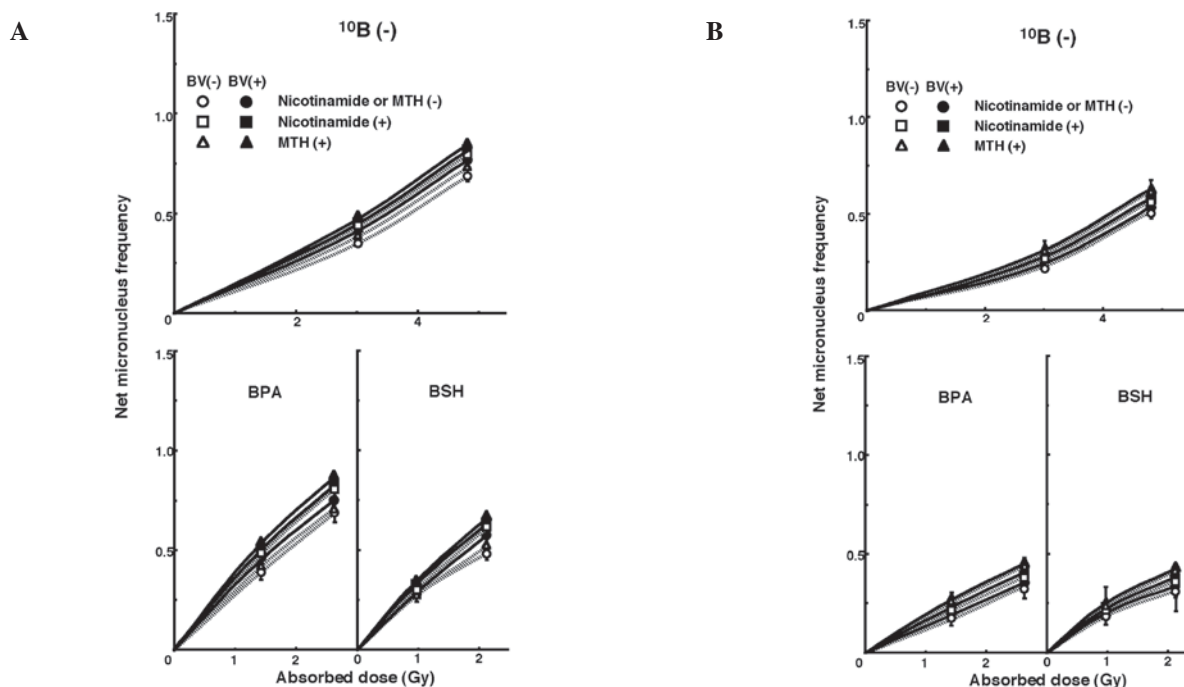 A
Net micronucleus frequency
1.5
1.0
0.5
0
2
4
¹⁰B (-)
BV(-) BV(+)
Nicotinamide or MTH (-)
Nicotinamide (+)
MTH (+)
1.5
1.0
0.5
0
1
2
BPA
0
1
2
BSH
Absorbed dose (Gy)
B
Net micronucleus frequency
1.5
1.0
0.5
0
2
4
¹⁰B (-)
BV(-) BV(+)
Nicotinamide or MTH (-)
Nicotinamide (+)
MTH (+)
1.5
1.0
0.5
0
1
2
BPA
0
1
2
BSH
Absorbed dose (Gy)